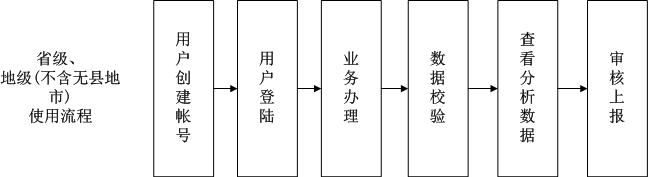 省级、
地级(不含无县地
市)
使用流程
用户创建帐号
用户登陆
业务办理
数据校验
查看分析数据
审核上报